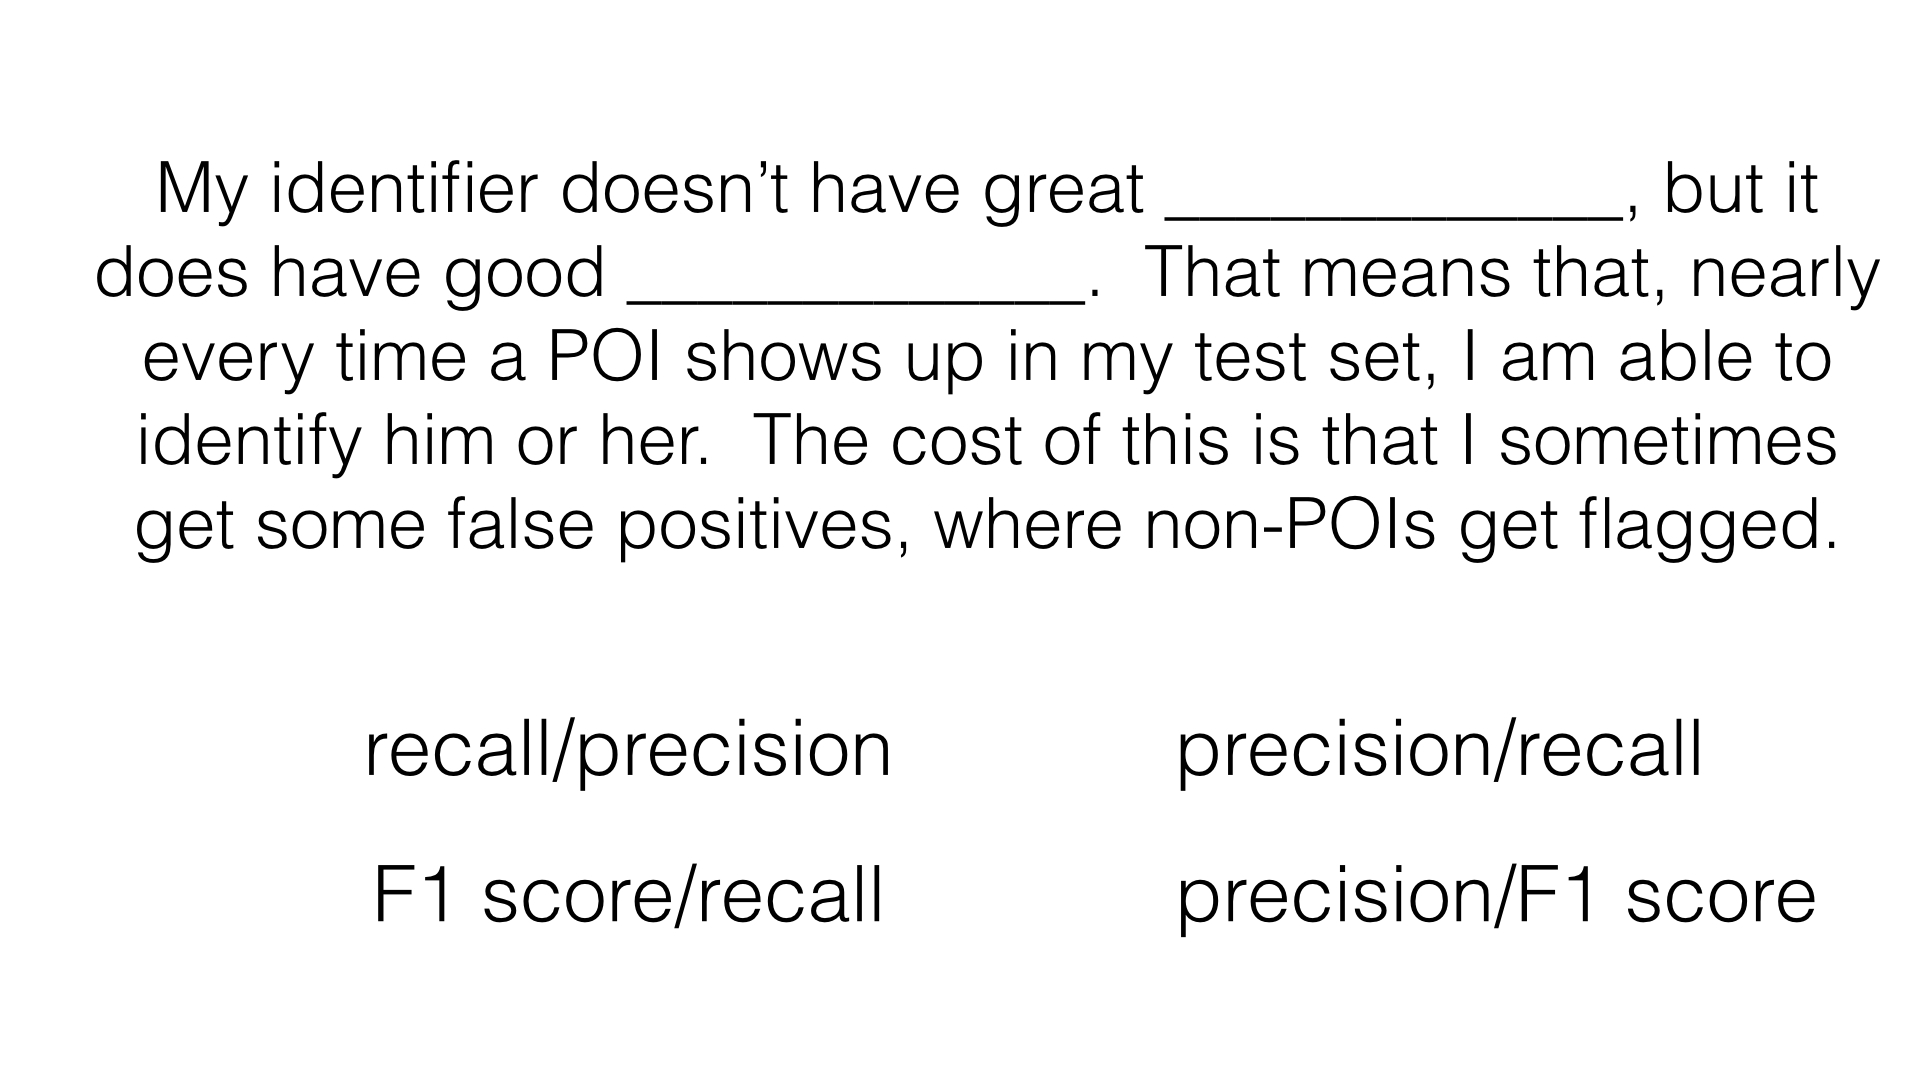 My identifier doesn’t have great _____________, but it
does have good _____________.  That means that, nearly
every time a POI shows up in my test set, I am able to
identify him or her.  The cost of this is that I sometimes
get some false positives, where non-POIs get flagged.
recall/precision
precision/recall
F1 score/recall
precision/F1 score